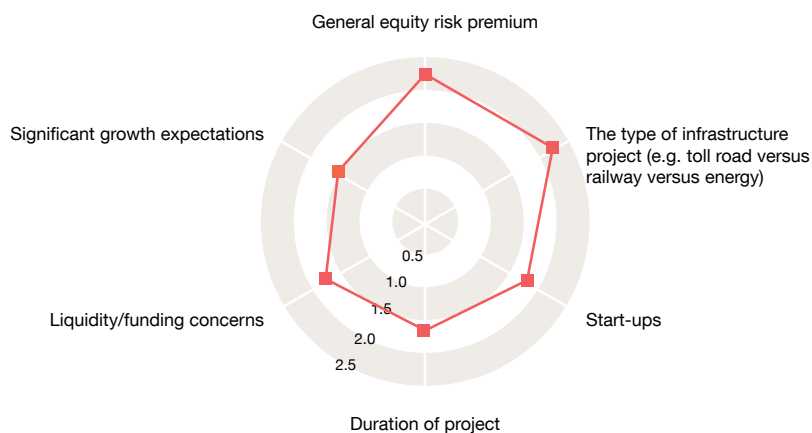 General equity risk premium
Significant growth expectations
The type of infrastructure
project (e.g. toll road versus
railway versus energy)
0.5
1.0
1.5
2.0
2.5
Liquidity/funding concerns
Start-ups
Duration of project